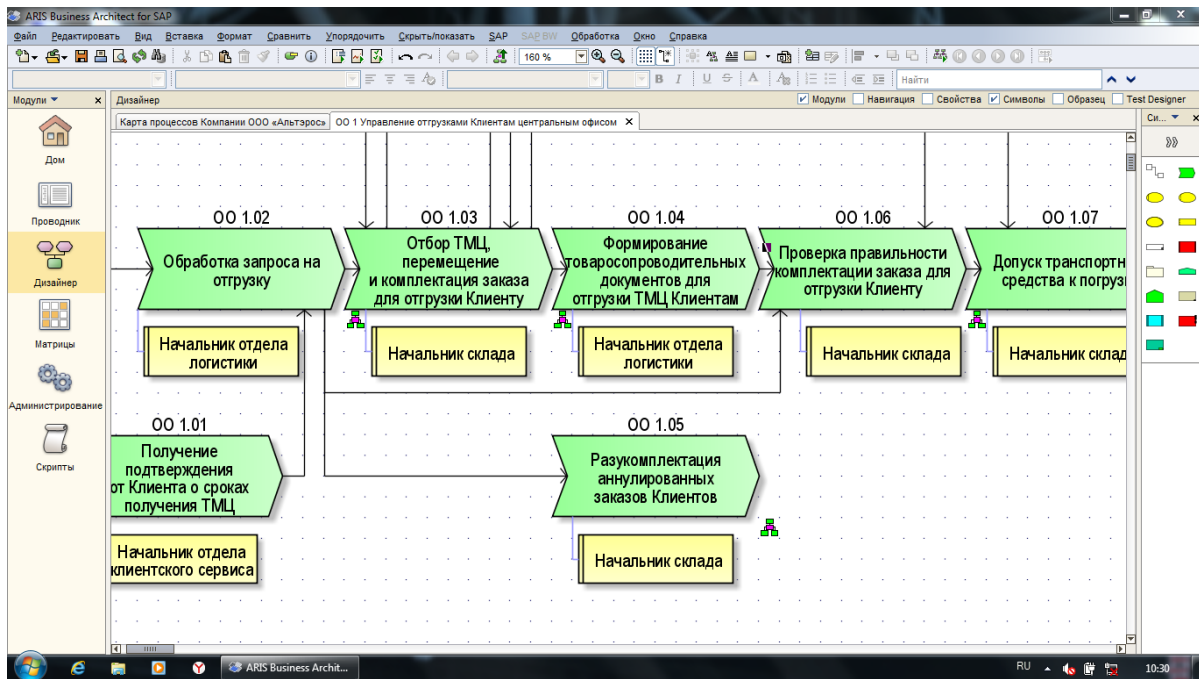 ARIS Business Architect for SAP
Файл Редактировать Вид Вставка Формат Сравнить Упорядочить Скрыть/показать SAP SAP BW Обработка Окно Справка
160 %
B I U S A
Найти
Модули
Дизайнер
Модули Навигация Свойства Символы Образец Test Designer
Карта процессов Компании ООО «Альтэрос» ОО 1 Управление отгрузками Клиентам центральным офисом
Си...
Дом
Проводник
Дизайнер
Матрицы
Администрирование
Скрипты
ОО 1.02
Обработка запроса на
отгрузку
Начальник отдела
логистики
ОО 1.03
Отбор ТМЦ,
перемещение
и комплектация заказа
для отгрузки Клиенту
Начальник склада
ОО 1.04
Формирование
товаросопроводительных
документов для
отгрузки ТМЦ Клиентам
Начальник отдела
логистики
ОО 1.06
Проверка правильности
комплектации заказа для
отгрузки Клиенту
Начальник склада
ОО 1.07
Допуск транспортн
средства к погруз
Начальник склад
ОО 1.01
Получение
подтверждения
от Клиента о сроках
получения ТМЦ
Начальник отдела
клиентского сервиса
ОО 1.05
Разукомплектация
аннулированных
заказов Клиентов
Начальник склада
ARIS Business Archit...
RU
10:30